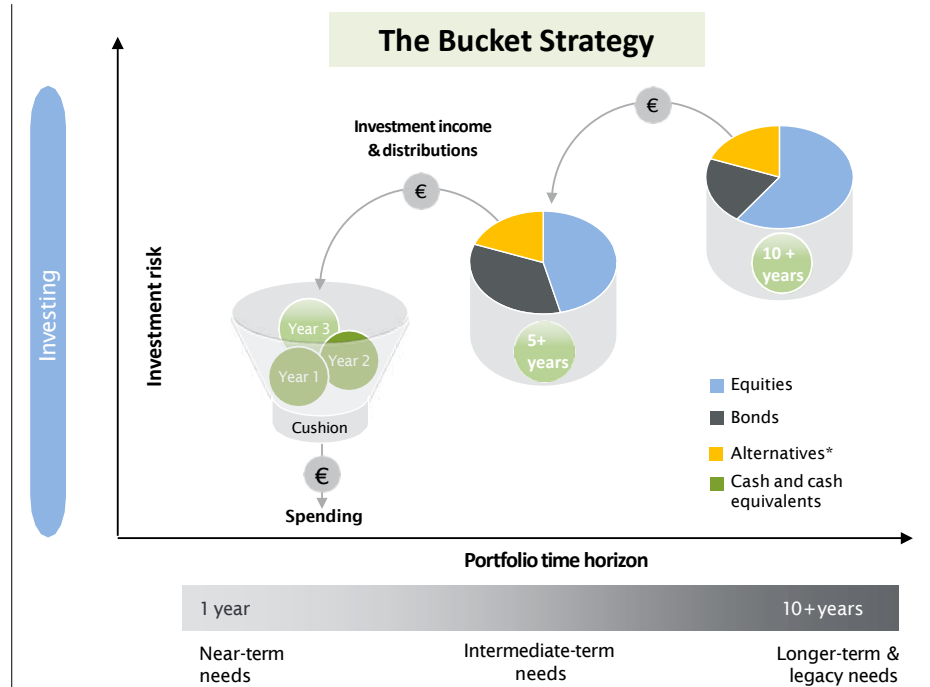 The Bucket Strategy
Investing
Investment risk
Investment income
& distributions
€
€
10 +
years
5+
years
Year 3
Year 2
Year 1
Cushion
€
Spending
Equities
Bonds
Alternatives*
Cash and cash
equivalents
Portfolio time horizon
1 year
10+years
Near-term
needs
Intermediate-term
needs
Longer-term &
legacy needs